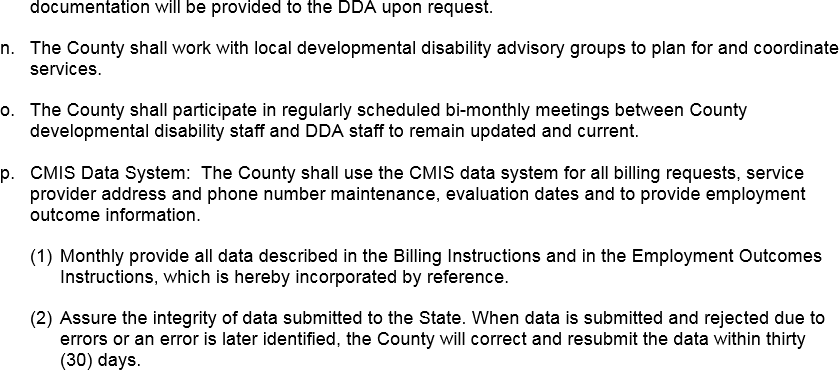 documentation will be provided to the DDA upon request.
n. The County shall work with local developmental disability advisory groups to plan for and coordinate
services.
o. The County shall participate in regularly scheduled bi-monthly meetings between County
developmental disability staff and DDA staff to remain updated and current.
p. CMIS Data System:  The County shall use the CMIS data system for all billing requests, service
provider address and phone number maintenance, evaluation dates and to provide employment
outcome information.
(1) Monthly provide all data described in the Billing Instructions and in the Employment Outcomes
Instructions, which is hereby incorporated by reference.
(2) Assure the integrity of data submitted to the State. When data is submitted and rejected due to
errors or an error is later identified, the County will correct and resubmit the data within thirty
(30) days.